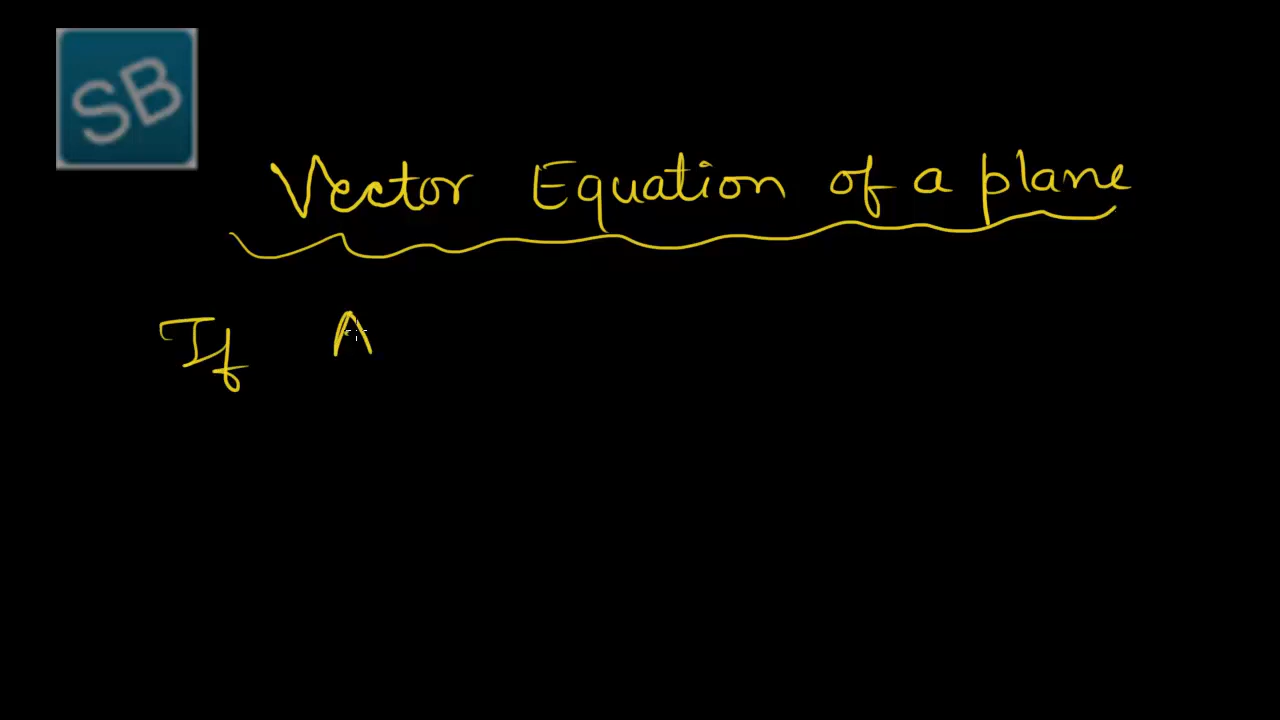 SB
Vector Equation of a plane
If A